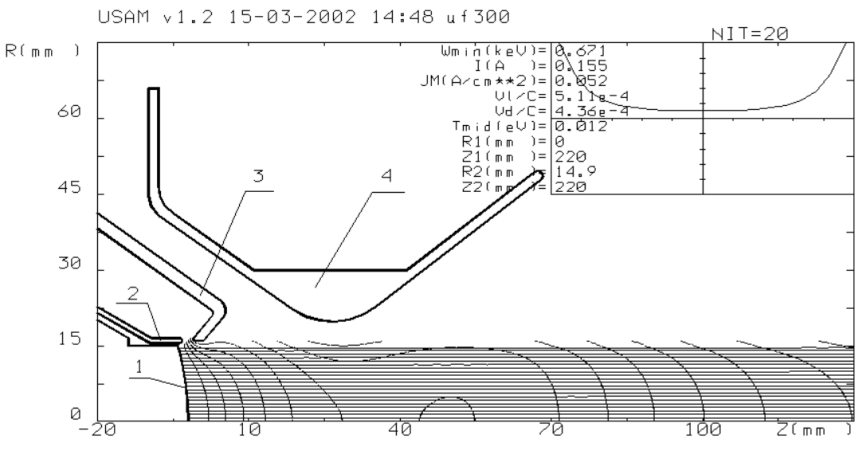 USAM v1.2 15-03-2002 14:48 uf300
NIT=20
R(mm )
Wmin(keV)= 0.671
I(A )= 0.155
JM(A/cm**2)= 0.052
Vl/C= 5.11e-4
Vd/C= 4.36e-4
Tmid(eV)= 0.012
R1(mm )= 0
Z1(mm )= 220
R2(mm )= 14.9
Z2(mm )= 220
60
45
30
15
0
3
4
2
1
-20 10 40 70 100 Z(mm )